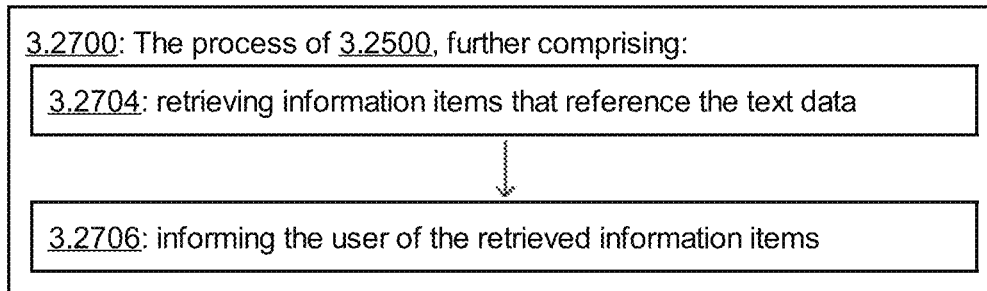 3.2700: The process of 3.2500, further comprising:
3.2704: retrieving information items that reference the text data
3.2706: informing the user of the retrieved information items